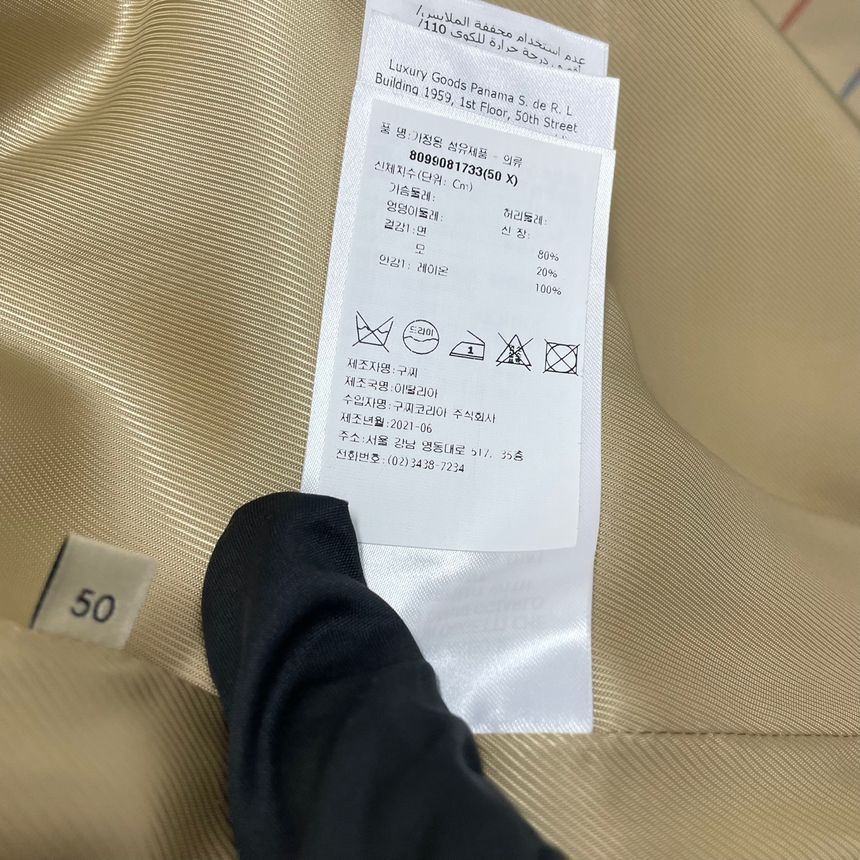 عدم استخدام مجففة الملابس/
أقصى درجة حرارة للكوى 110/
Luxury Goods Panama S. de R. L
Building 1959, 1st Floor, 50th Street
품 명:가정용 섬유제품 - 의류
8099081733(50 X)
신체치수(단위: Cm)
가슴둘레:
엉덩이둘레: 허리둘레:
겉감1:면 신 장:
모 80%
안감1: 레이온 20%
100%
드라이
1
제조자명:구찌
제조국명:이탈리아
수입자명:구찌코리아 주식회사
제조년월:2021-06
주소:서울 강남 영동대로 517, 35층
전화번호:(02)3438-7234
50